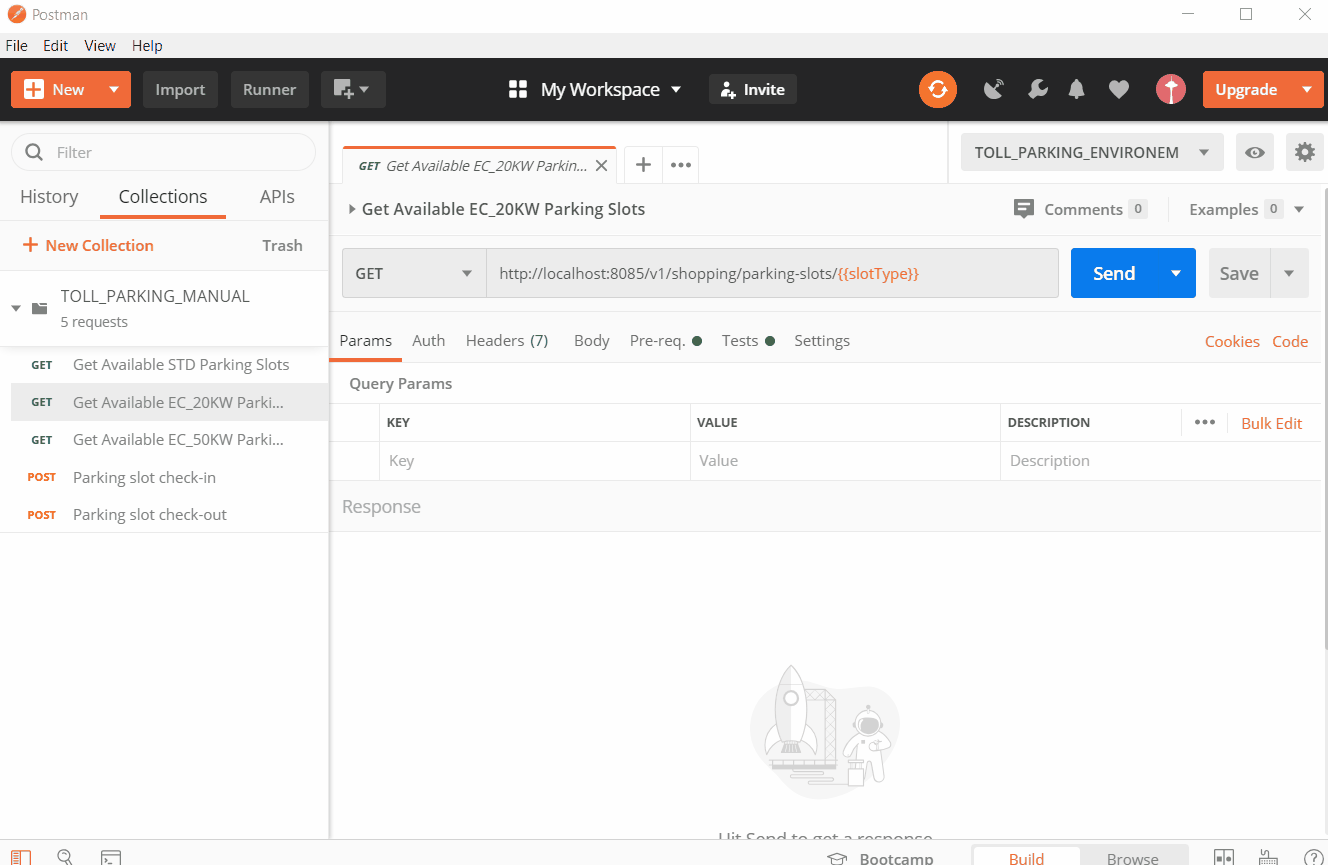 Postman
File Edit View Help
New Import Runner My Workspace Invite Upgrade
Filter
History Collections APIs
New Collection Trash
TOLL_PARKING_MANUAL
5 requests
GET Get Available STD Parking Slots
GET Get Available EC_20KW Parki...
GET Get Available EC_50KW Parki...
POST Parking slot check-in
POST Parking slot check-out
GET Get Available EC_20KW Parkin... TOLL_PARKING_ENVIRONEM
Get Available EC_20KW Parking Slots Comments 0 Examples 0
GET http://localhost:8085/v1/shopping/parking-slots/{{slotType}} Send Save
Params Auth Headers (7) Body Pre-req. Tests Settings Cookies Code
Query Params
KEY VALUE DESCRIPTION Bulk Edit
Key Value Description
Response
Hit Send to get a response
Bootcamp Build Browse